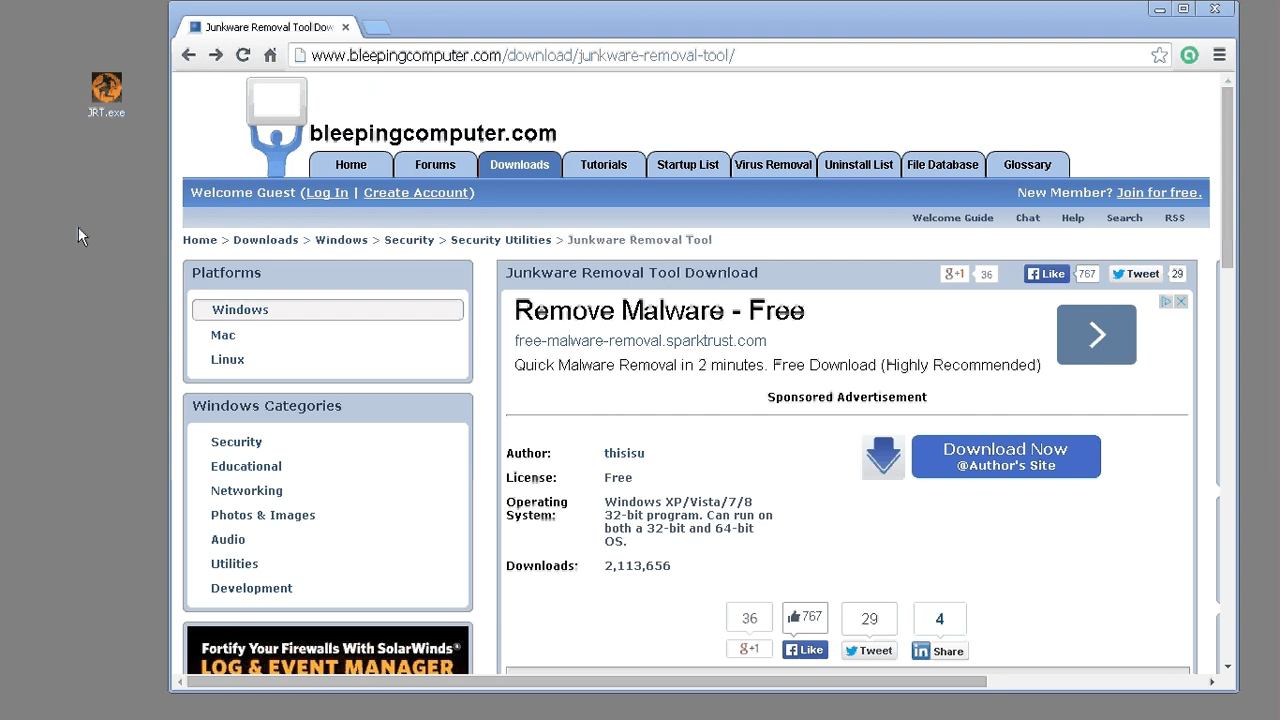 Junkware Removal Tool Dow
www.bleepingcomputer.com/download/junkware-removal-tool/
JRT.exe
bleepingcomputer.com
Home Forums Downloads Tutorials Startup List Virus Removal Uninstall List File Database Glossary
Welcome Guest (Log In | Create Account) New Member? Join for free.
Welcome Guide Chat Help Search RSS
Home > Downloads > Windows > Security > Security Utilities > Junkware Removal Tool
Platforms
Windows
Mac
Linux
Windows Categories
Security
Educational
Networking
Photos & Images
Audio
Utilities
Development
Fortify Your Firewalls With SolarWinds®
LOG & EVENT MANAGER
Junkware Removal Tool Download
g+1 36 Like 767 Tweet 29
Remove Malware - Free
free-malware-removal.sparktrust.com
Quick Malware Removal in 2 minutes. Free Download (Highly Recommended)
Sponsored Advertisement
Author: thisisu
License: Free
Operating System: Windows XP/Vista/7/8
32-bit program. Can run on
both a 32-bit and 64-bit
OS.
Downloads: 2,113,656
Download Now
@Author's Site
36 767 29 4
g+1 Like Tweet in Share